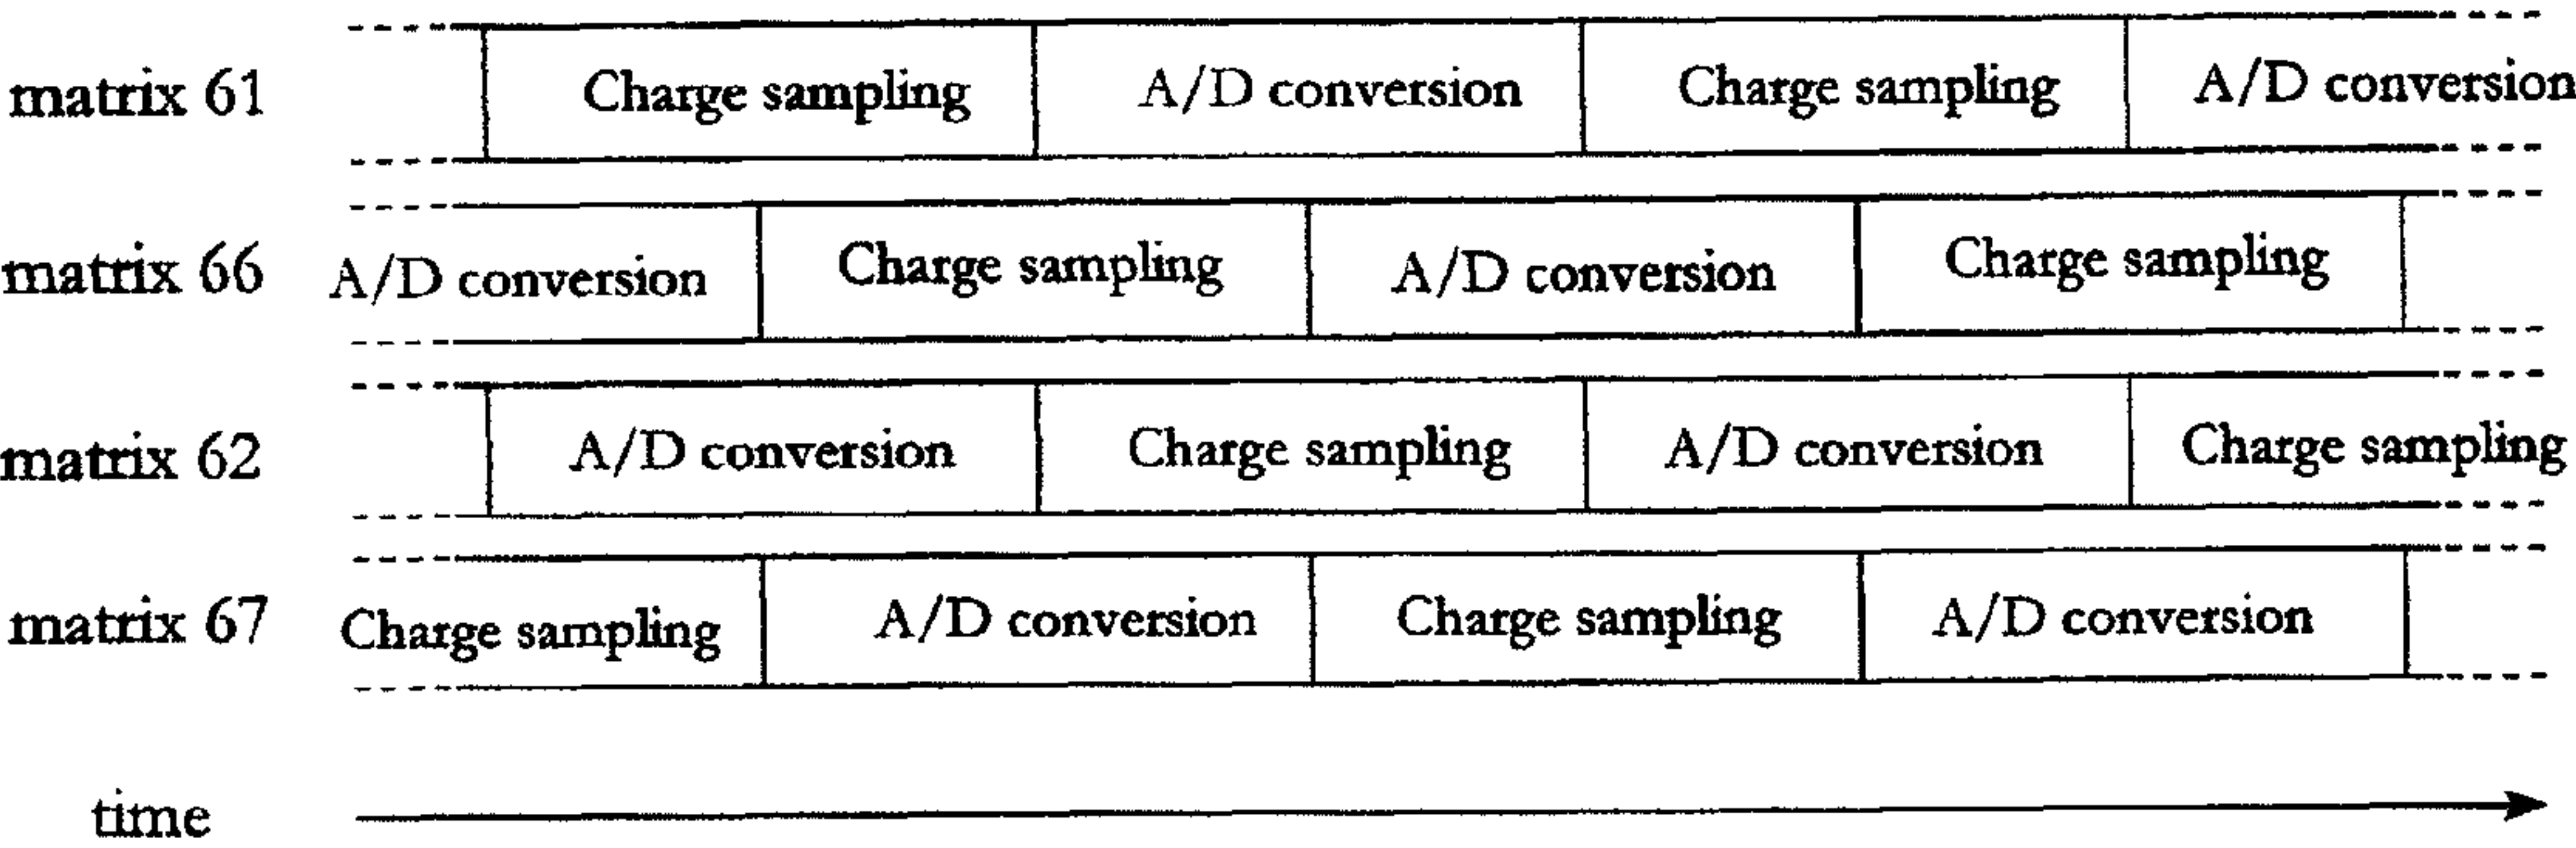 matrix 61 Charge sampling A/D conversion Charge sampling A/D conversion
matrix 66 A/D conversion Charge sampling A/D conversion Charge sampling
matrix 62 A/D conversion Charge sampling A/D conversion Charge sampling
matrix 67 Charge sampling A/D conversion Charge sampling A/D conversion
time